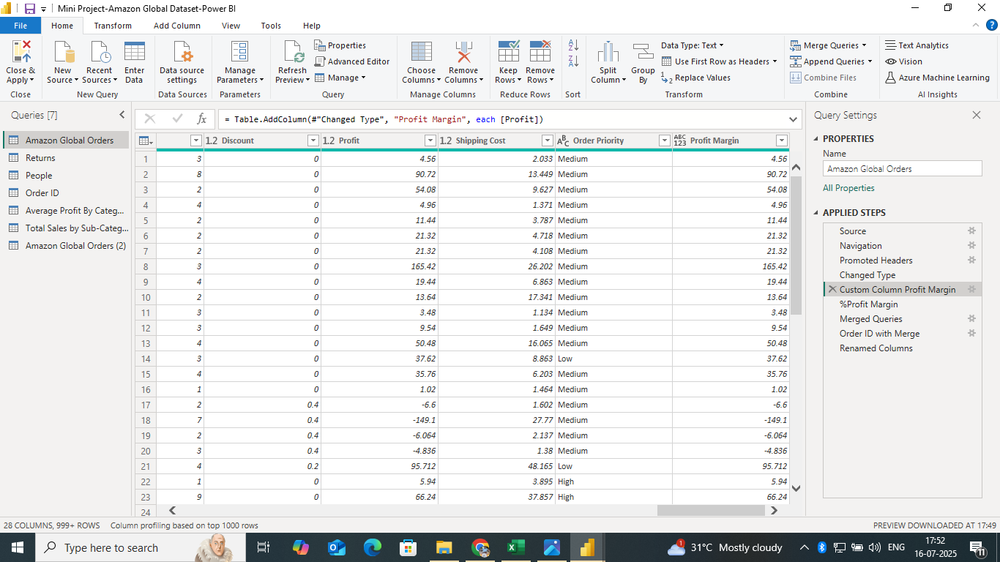 Mini Project-Amazon Global Dataset-Power BI
File Home Transform Add Column View Tools Help
Close & Apply
Close
New Source
Recent Sources
Enter Data
New Query
Data source settings
Data Sources
Manage Parameters
Parameters
Refresh Preview
Properties
Advanced Editor
Manage
Query
Choose Columns
Remove Columns
Manage Columns
Keep Rows
Remove Rows
Reduce Rows
Sort
Split Column
Group By
Data Type: Text
Use First Row as Headers
Replace Values
Transform
Merge Queries
Append Queries
Combine Files
Combine
Text Analytics
Vision
Azure Machine Learning
AI Insights
Queries [7]
Amazon Global Orders
Returns
People
Order ID
Average Profit By Categ...
Total Sales by Sub-Categ...
Amazon Global Orders (2)
fx = Table.AddColumn(#"Changed Type", "Profit Margin", each [Profit])
1.2 Discount 1.2 Profit 1.2 Shipping Cost ABC Order Priority ABC 123 Profit Margin
1 3 0 4.56 2.033 Medium 4.56
2 8 0 90.72 13.449 Medium 90.72
3 2 0 54.08 9.627 Medium 54.08
4 4 0 4.96 1.371 Medium 4.96
5 2 0 11.44 3.787 Medium 11.44
6 2 0 21.32 4.718 Medium 21.32
7 2 0 21.32 4.108 Medium 21.32
8 3 0 165.42 26.202 Medium 165.42
9 4 0 19.44 6.863 Medium 19.44
10 2 0 13.64 17.341 Medium 13.64
11 3 0 3.48 1.134 Medium 3.48
12 3 0 9.54 1.649 Medium 9.54
13 4 0 50.48 16.065 Medium 50.48
14 3 0 37.62 8.863 Low 37.62
15 4 0 35.76 6.203 Medium 35.76
16 1 0 1.02 1.464 Medium 1.02
17 2 0.4 -6.6 1.602 Medium -6.6
18 7 0.4 -149.1 27.77 Medium -149.1
19 2 0.4 -6.064 2.137 Medium -6.064
20 3 0.4 -4.836 1.38 Medium -4.836
21 4 0.2 95.712 48.165 Low 95.712
22 1 0 5.94 3.895 High 5.94
23 9 0 66.24 37.857 High 66.24
24
Query Settings
PROPERTIES
Name
Amazon Global Orders
All Properties
APPLIED STEPS
Source
Navigation
Promoted Headers
Changed Type
Custom Column Profit Margin
%Profit Margin
Merged Queries
Order ID with Merge
Renamed Columns
28 COLUMNS, 999+ ROWS Column profiling based on top 1000 rows
PREVIEW DOWNLOADED AT 17:49
Type here to search
1
31°C Mostly cloudy
ENG
17:52
16-07-2025
11